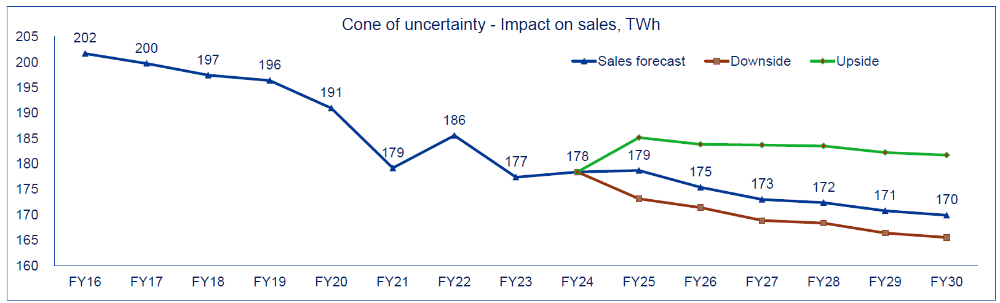 Cone of uncertainty - Impact on sales, TWh
Sales forecast Downside Upside
205
200
195
190
185
180
175
170
165
160
202 200 197 196 191 179 186 177 178 179 175 173 172 171 170
FY16 FY17 FY18 FY19 FY20 FY21 FY22 FY23 FY24 FY25 FY26 FY27 FY28 FY29 FY30